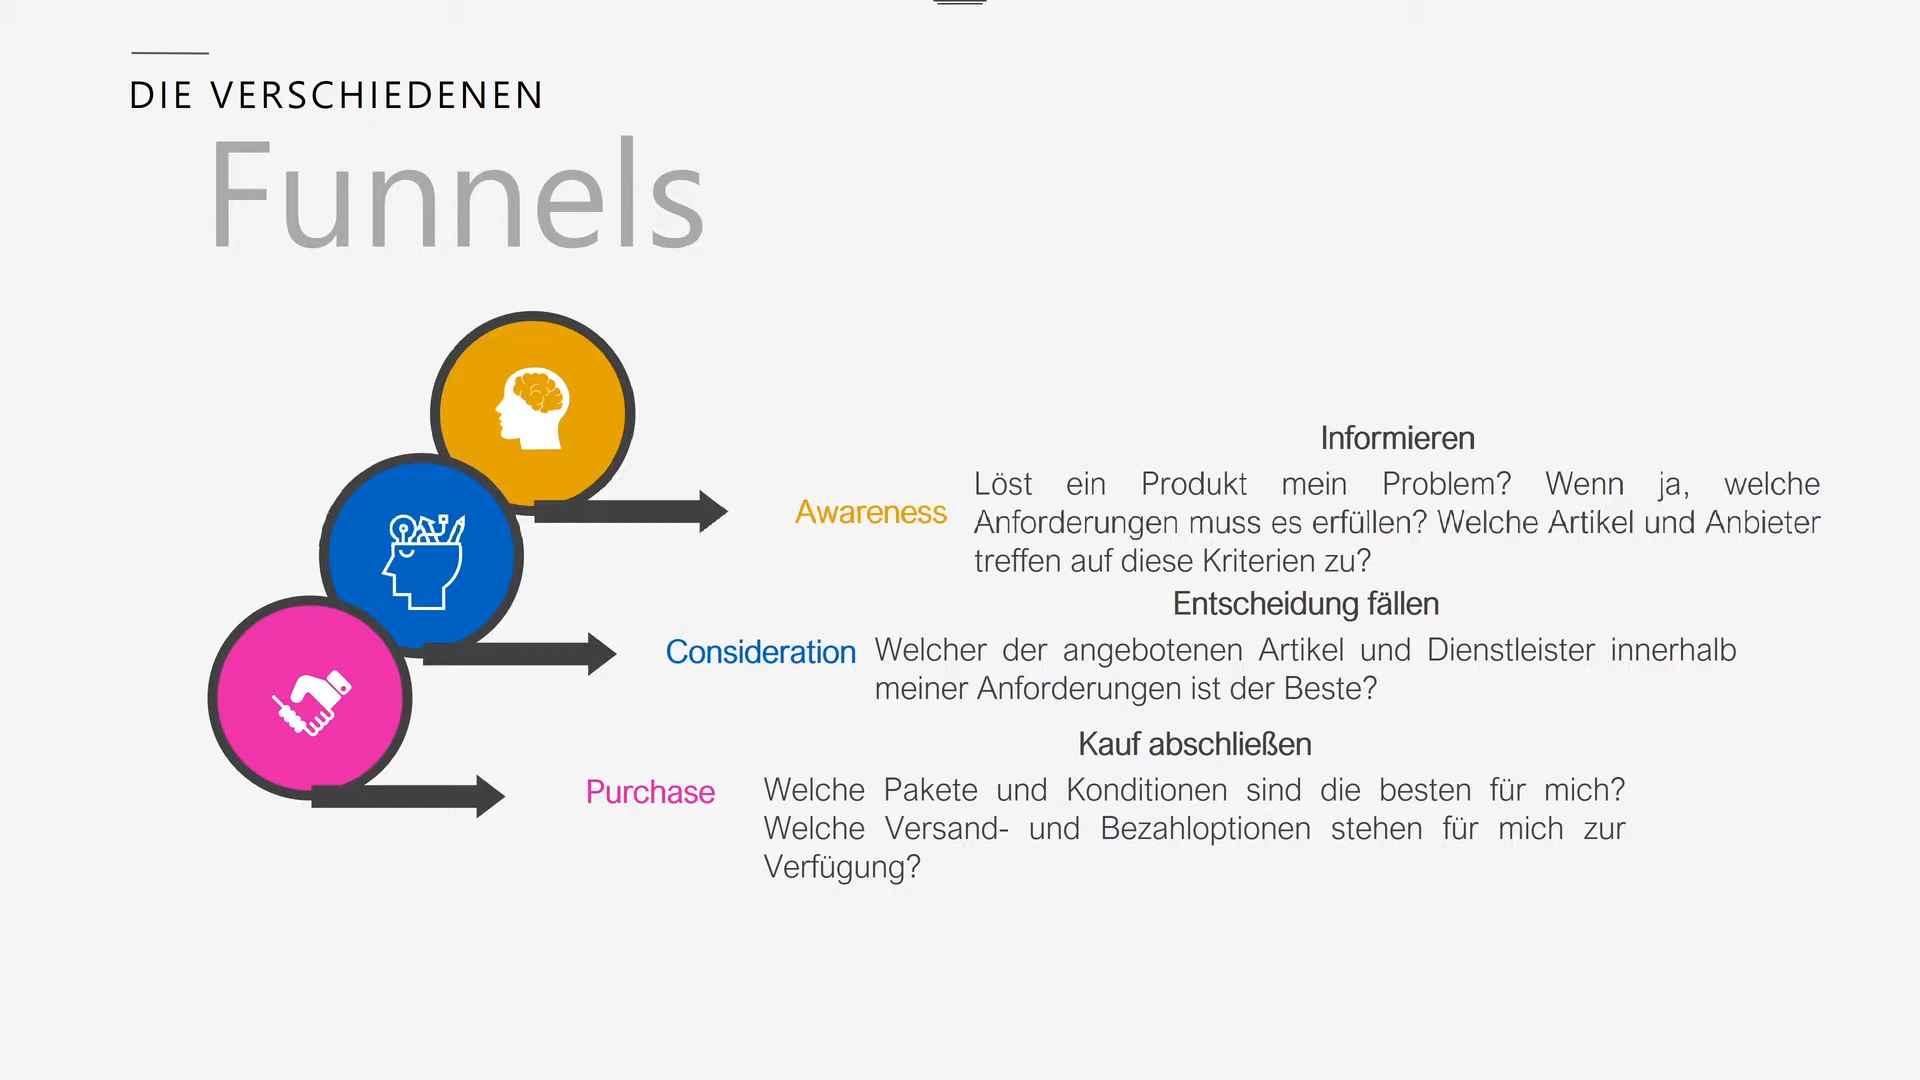 DIE VERSCHIEDENEN
Funnels
Informieren
Awareness
Löst ein Produkt mein Problem? Wenn ja, welche
Anforderungen muss es erfüllen? Welche Artikel und Anbieter
treffen auf diese Kriterien zu?
Entscheidung fällen
Consideration
Welcher der angebotenen Artikel und Dienstleister innerhalb
meiner Anforderungen ist der Beste?
Kauf abschließen
Purchase
Welche Pakete und Konditionen sind die besten für mich?
Welche Versand- und Bezahloptionen stehen für mich zur
Verfügung?